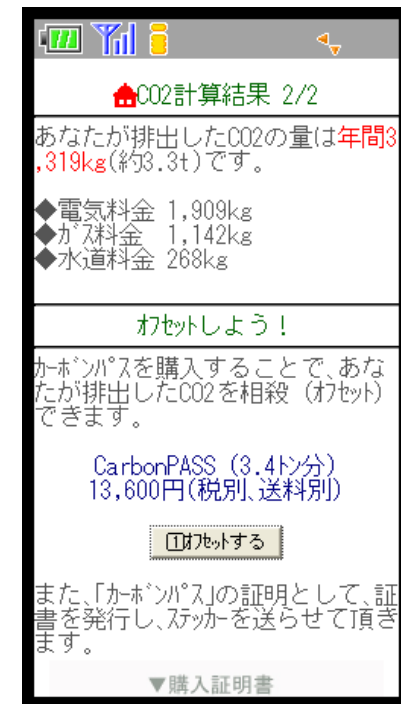 CO2計算結果 2/2
あなたが排出したCO2の量は年間3
,319kg(約3.3t)です。
◆電気料金 1,909kg
◆ガス料金 1,142kg
◆水道料金 268kg
オフセットしよう!
カーボンパスを購入することで、あな
たが排出したCO2を相殺 (オフセット)
できます。
CarbonPASS (3.4トン分)
13,600円(税別、送料別)
1オフセットする
また、「カーボンパス」の証明として、証
書を発行し、ステッカーを送らせて頂き
ます。
▼購入証明書